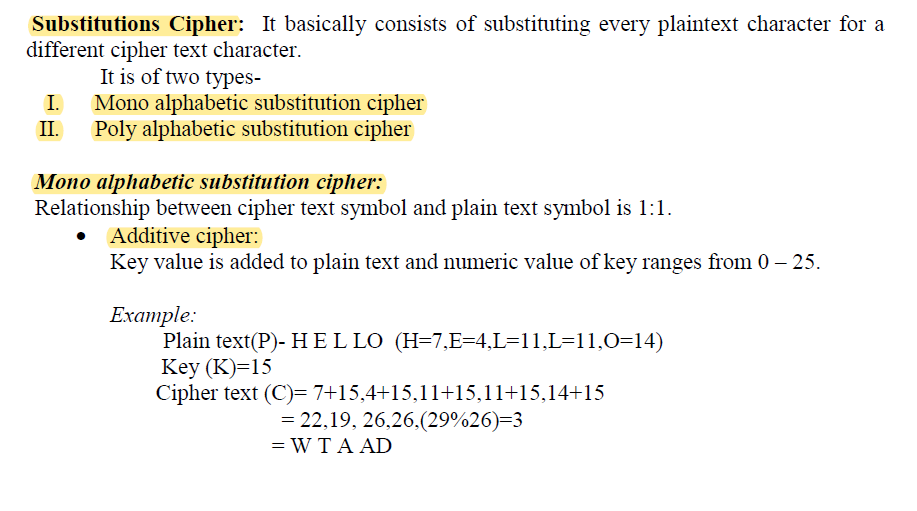 Substitutions Cipher: It basically consists of substituting every plaintext character for a
different cipher text character.
It is of two types-
I. Mono alphabetic substitution cipher
II. Poly alphabetic substitution cipher
Mono alphabetic substitution cipher:
Relationship between cipher text symbol and plain text symbol is 1:1.
• Additive cipher:
Key value is added to plain text and numeric value of key ranges from 0 – 25.
Example:
Plain text(P)- H E L LO (H=7,E=4,L=11,L=11,O=14)
Key (K)=15
Cipher text (C)= 7+15,4+15,11+15,11+15,14+15
= 22,19, 26,26,(29%26)=3
= W T A AD